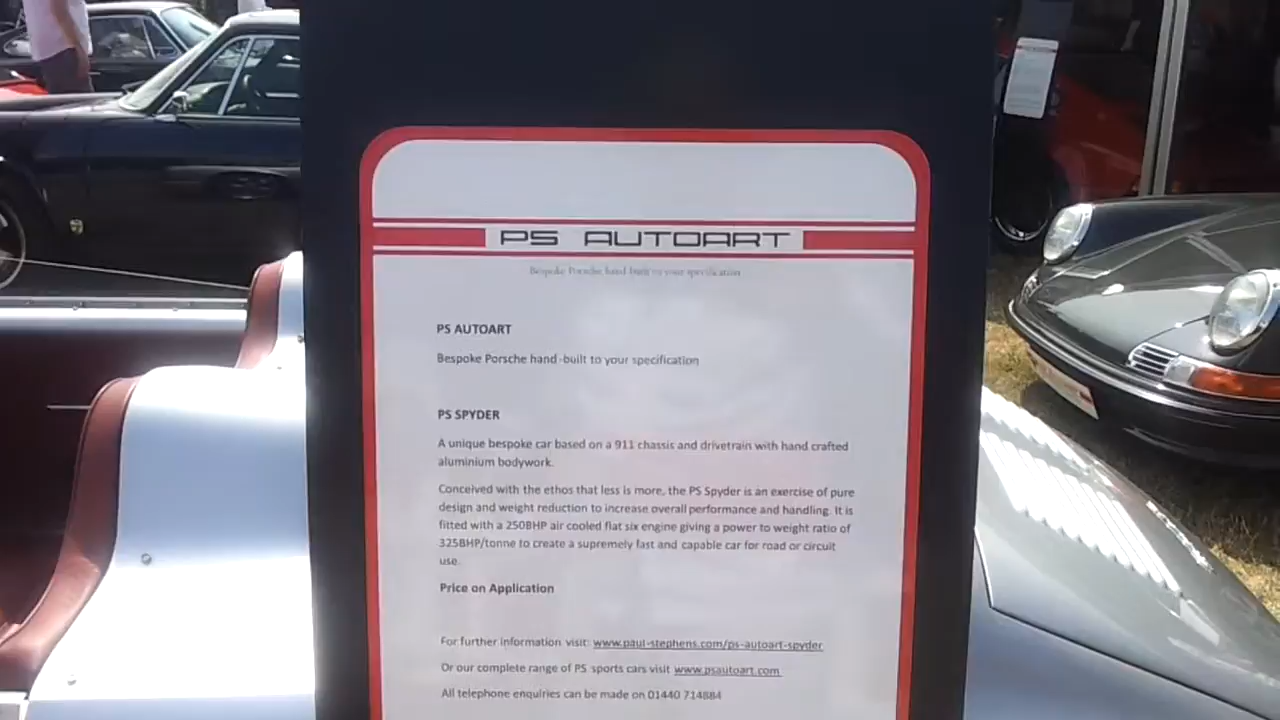 PS AUTOART
Bespoke Porsche hand-built to your specification
PS AUTOART
Bespoke Porsche hand-built to your specification
PS SPYDER
A unique bespoke car based on a 911 chassis and drivetrain with hand crafted
aluminium bodywork.
Conceived with the ethos that less is more, the PS Spyder is an exercise of pure
design and weight reduction to increase overall performance and handling. It is
fitted with a 250BHP air cooled flat six engine giving a power to weight ratio of
325BHP/tonne to create a supremely fast and capable car for road or circuit
use.
Price on Application
For further information visit: www.paul-stephens.com/ps-autoart-spyder
Or our complete range of PS sports cars visit www.psautoart.com
All telephone enquiries can be made on 01440 714884